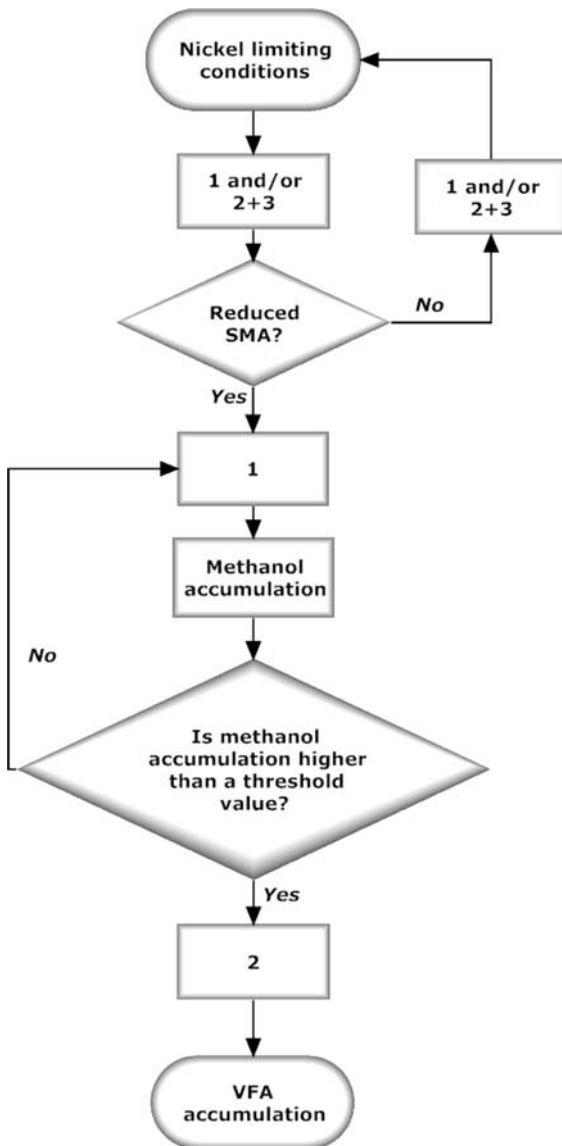 Nickel limiting
conditions
1 and/or
2+3
1 and/or
2+3
Reduced
SMA?
No
Yes
1
Methanol
accumulation
No
Is methanol
accumulation higher
than a threshold
value?
Yes
2
VFA
accumulation